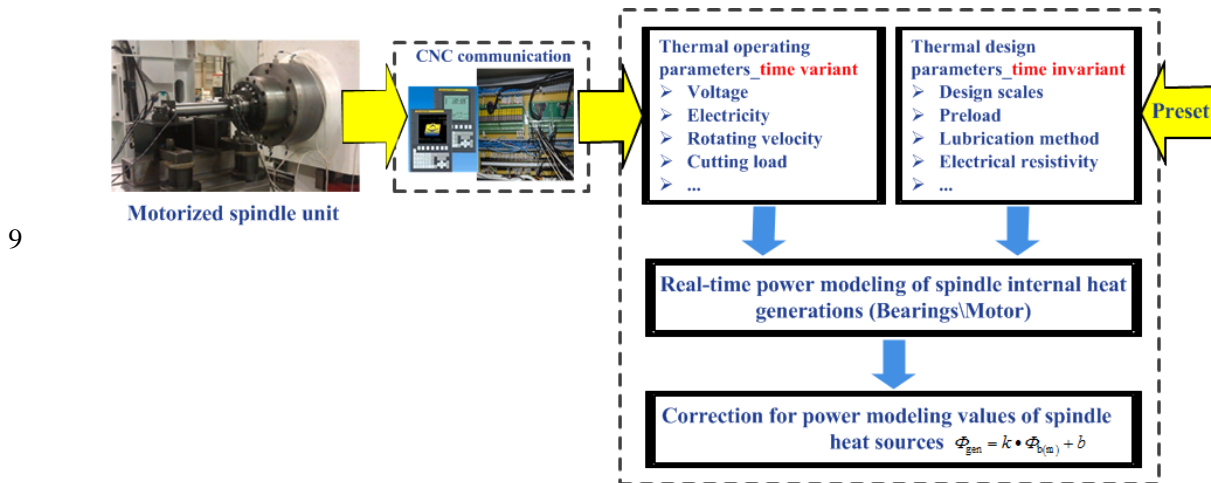 CNC communication
Motorized spindle unit
9
Thermal operating
parameters_time variant
➢ Voltage
➢ Electricity
➢ Rotating velocity
➢ Cutting load
➢ ...
Thermal design
parameters_time invariant
➢ Design scales
➢ Preload
➢ Lubrication method
➢ Electrical resistivity
➢ ...
Preset
Real-time power modeling of spindle internal heat
generations (Bearings\Motor)
Correction for power modeling values of spindle
heat sources Φgen = k • Φb(m) + b